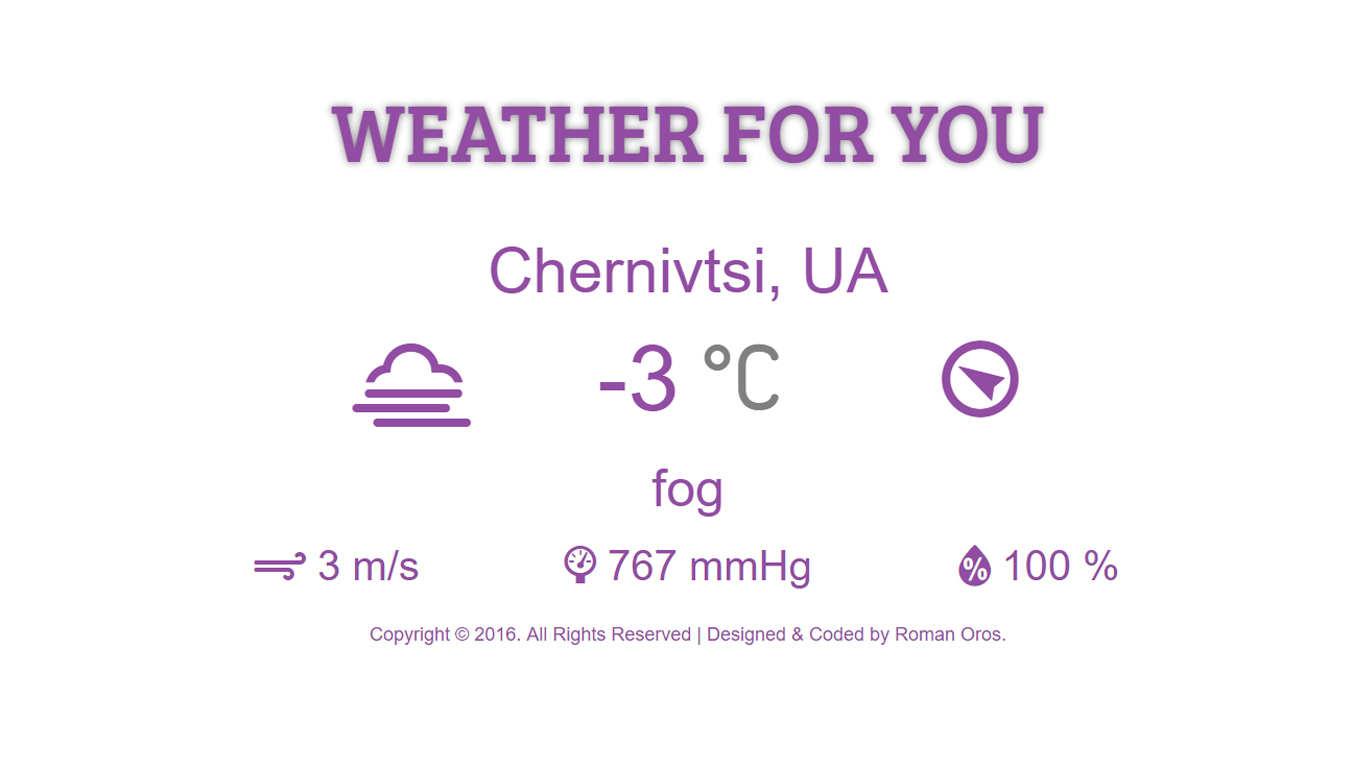 WEATHER FOR YOU
Chernivtsi, UA
-3 °C
fog
3 m/s
767 mmHg
% 100 %
Copyright © 2016. All Rights Reserved | Designed & Coded by Roman Oros.